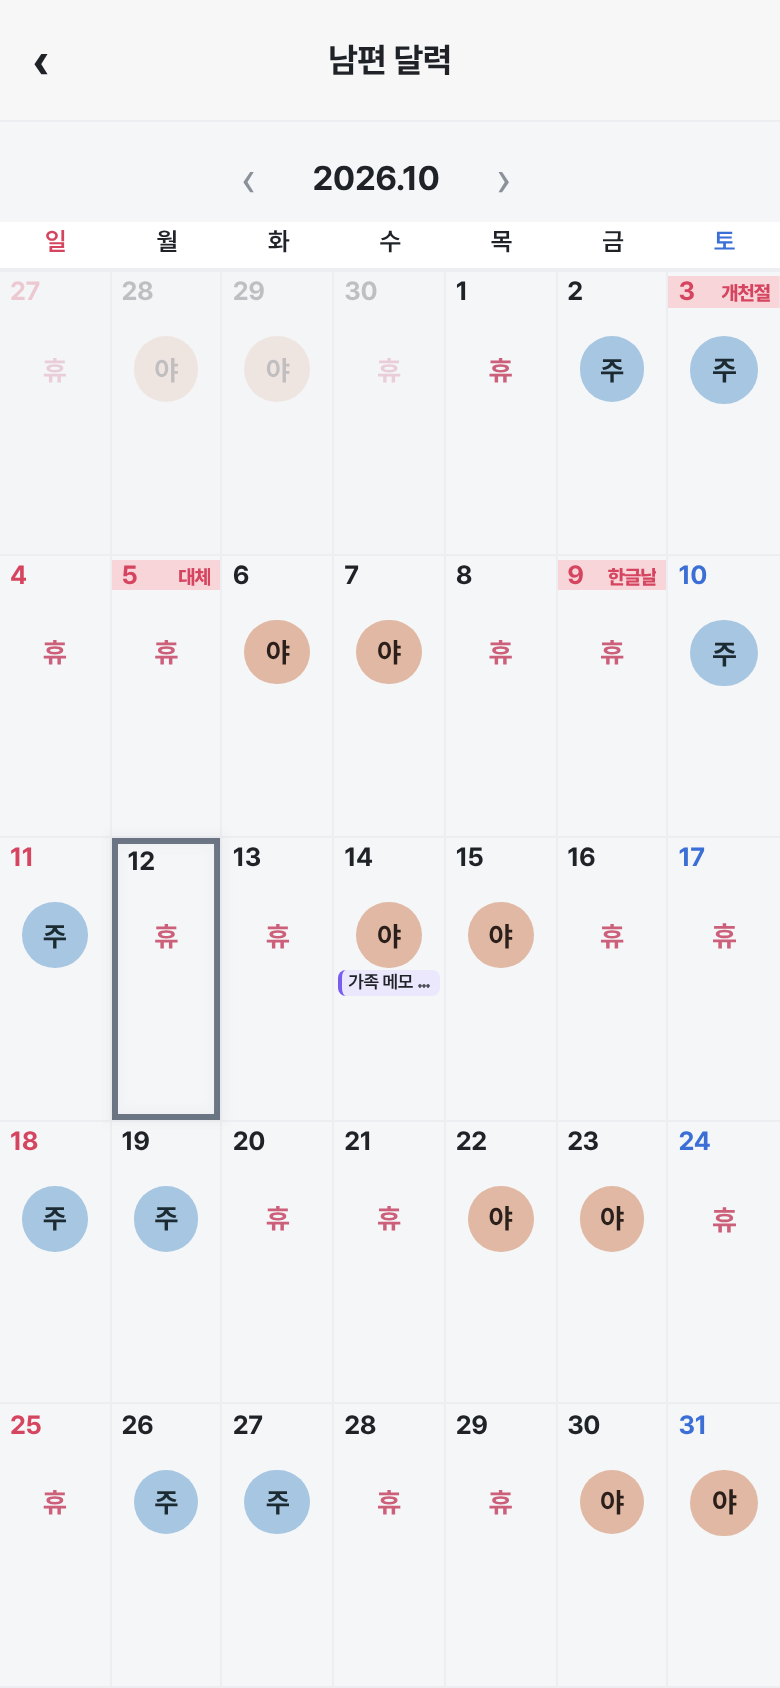 ‹
남편 달력
‹ 2026.10 ›
일 월 화 수 목 금 토
27 28 29 30 1 2 3 개천절
휴 야 야 휴 휴 주 주
4 5 대체 6 7 8 9 한글날 10
휴 휴 야 야 휴 휴 주
11 12 13 14 15 16 17
주 휴 휴 야 야 휴 휴
가족 메모 ...
18 19 20 21 22 23 24
주 주 휴 휴 야 야 휴
25 26 27 28 29 30 31
휴 주 주 휴 휴 야 야